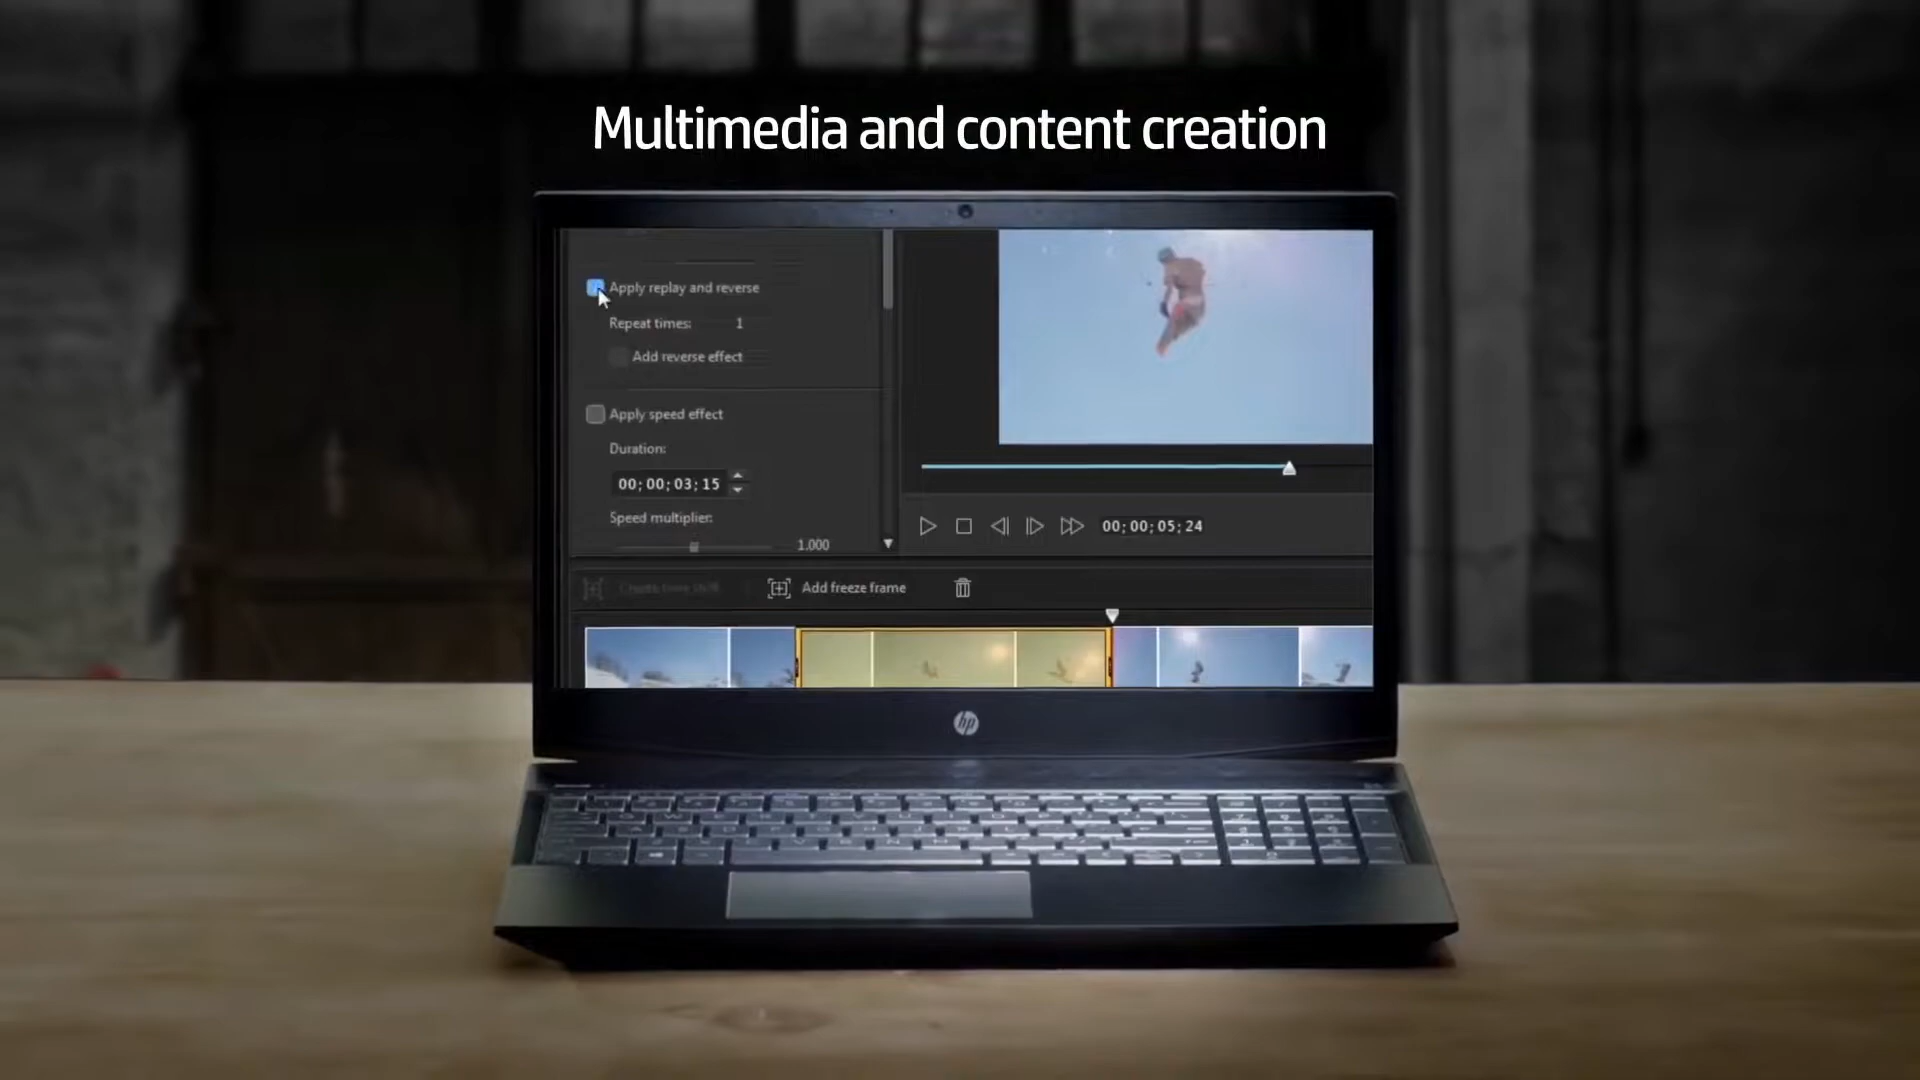 Multimedia and content creation
Apply replay and reverse
Repeat times: 1
Add reverse effect
Apply speed effect
Duration:
00; 00; 03; 15
Speed multiplier:
1.000
00; 00; 05; 24
Add freeze frame
hp